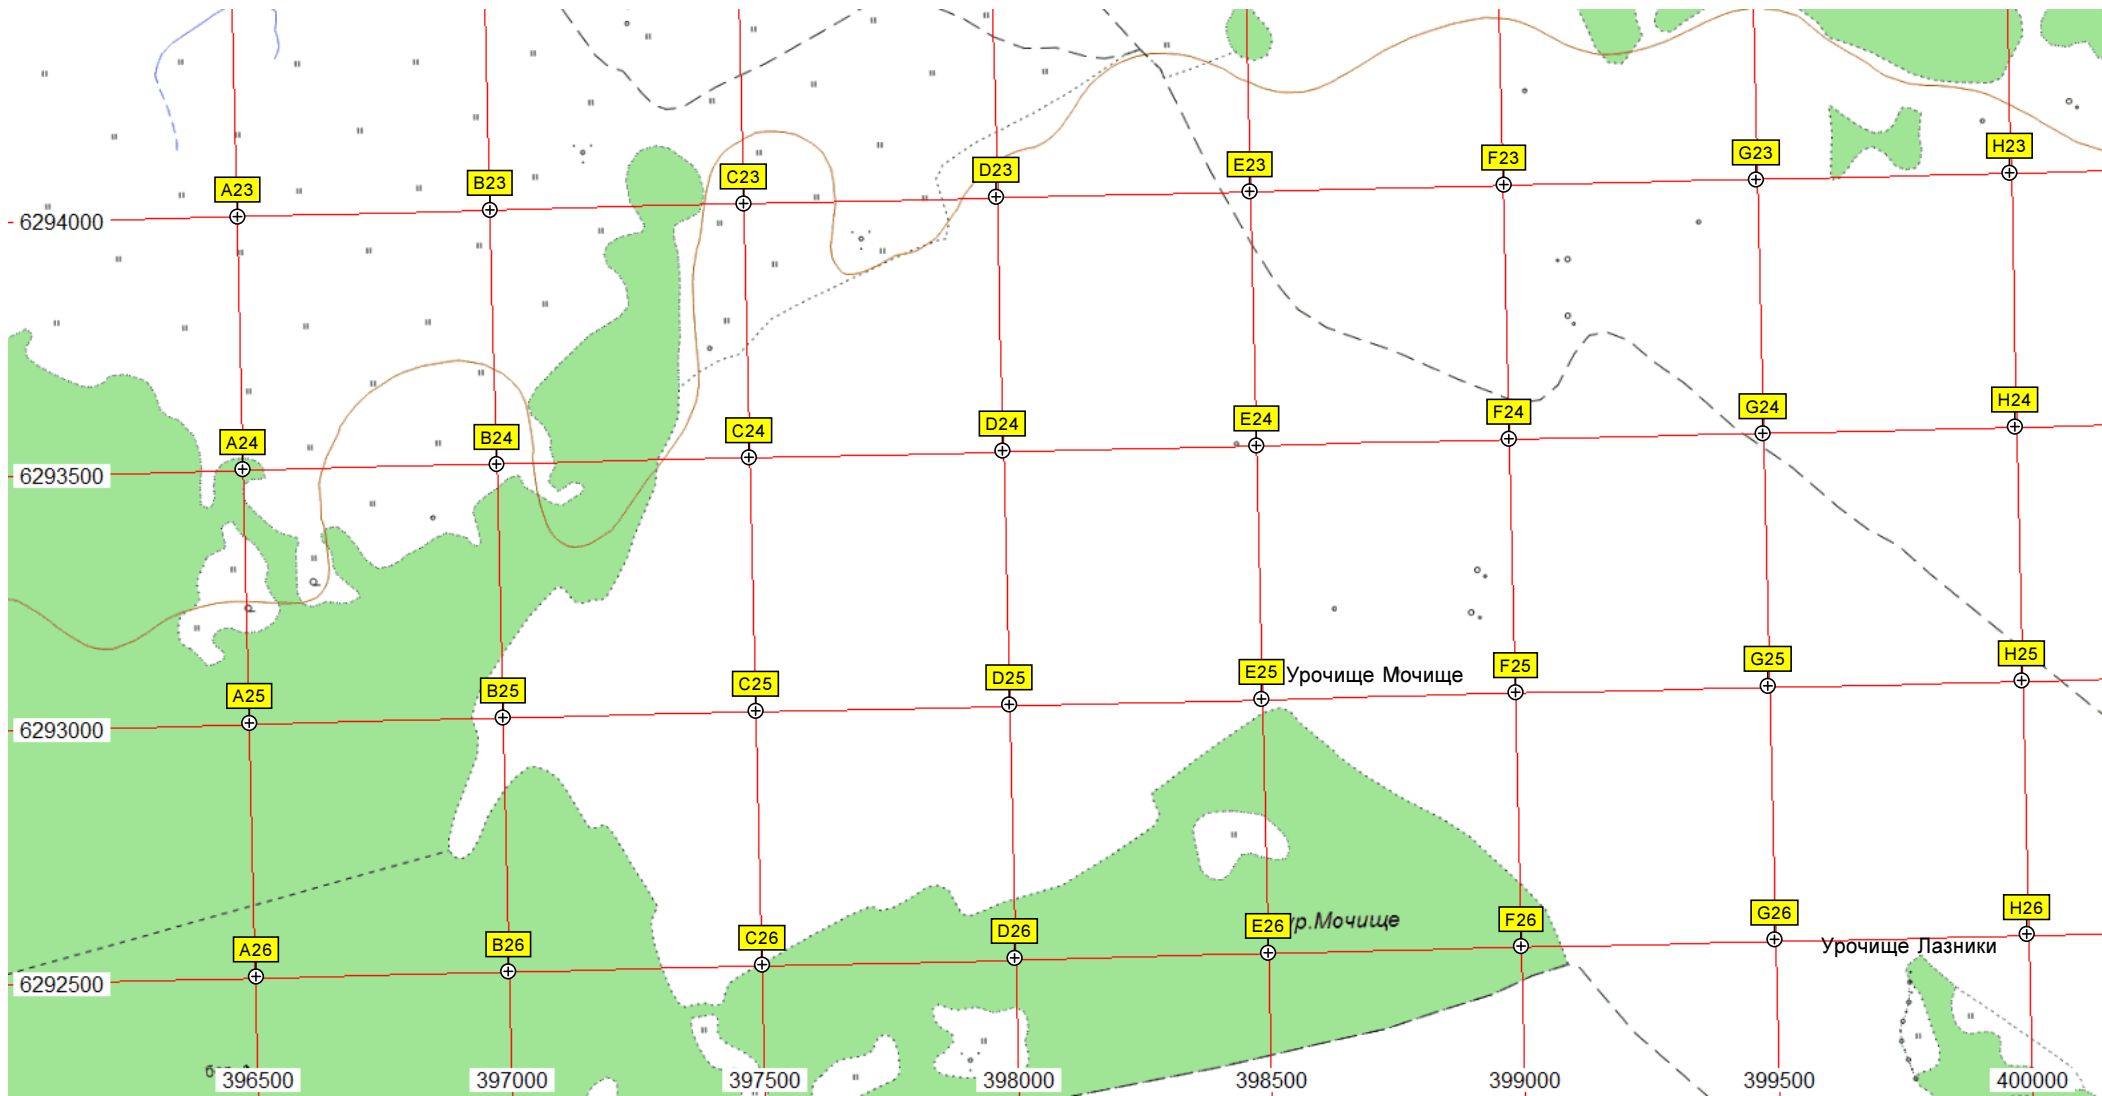 A23 B23 C23 D23 E23 F23 G23 H23
6294000
A24 B24 C24 D24 E24 F24 G24 H24
6293500
A25 B25 C25 D25 E25 F25 G25 H25
Урочище Мочище
6293000
A26 B26 C26 D26 E26 F26 G26 H26
ур.Мочище
Урочище Лазники
6292500
396500 397000 397500 398000 398500 399000 399500 400000